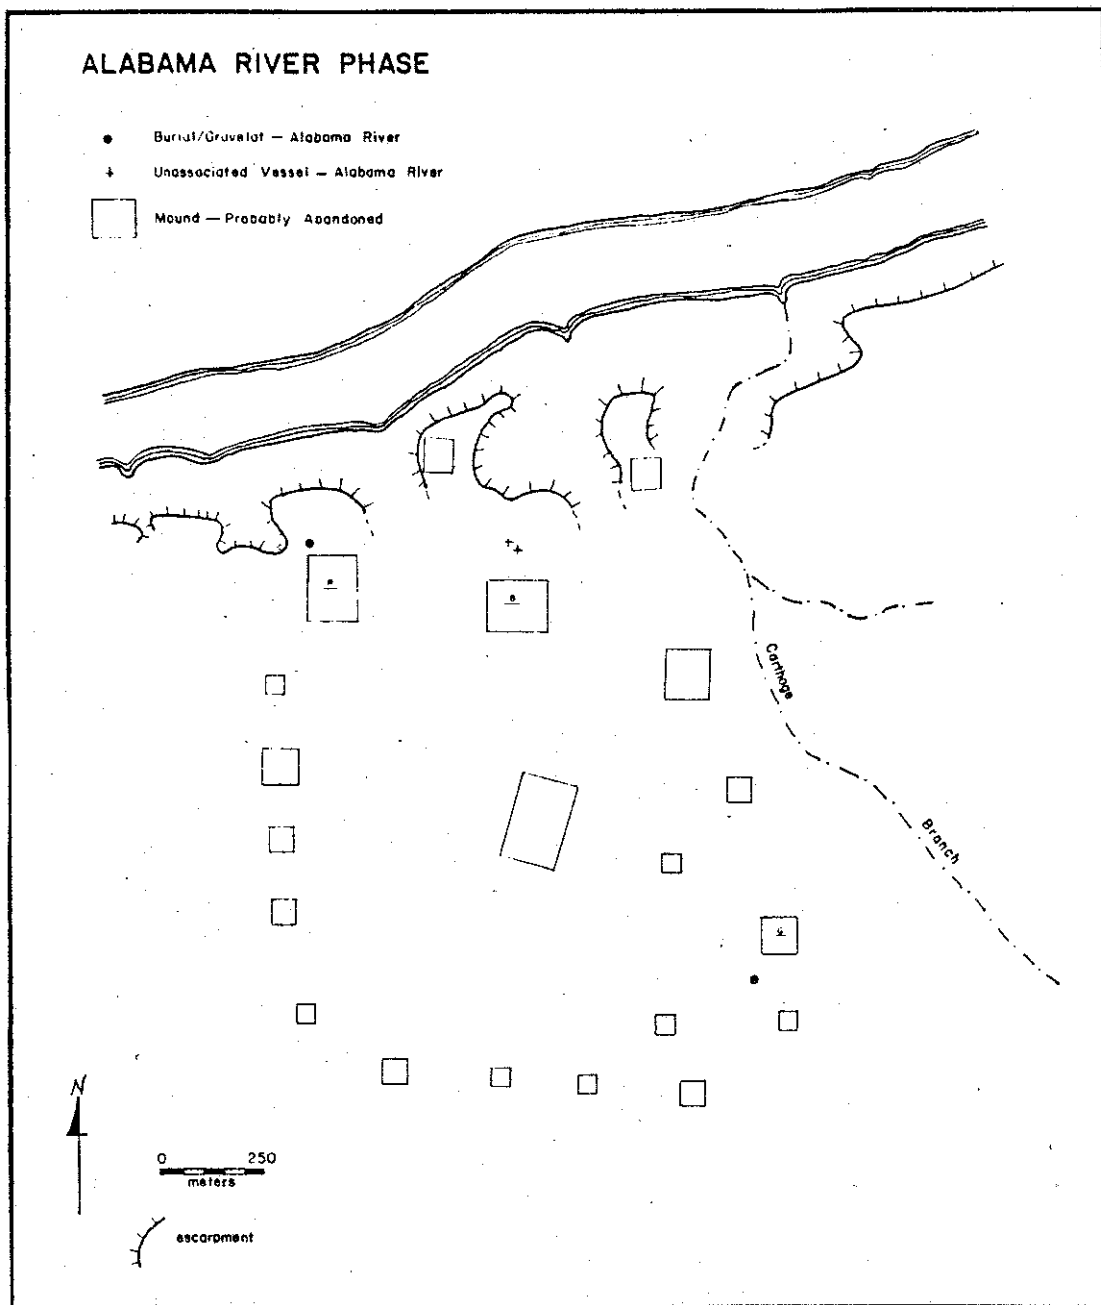 ALABAMA RIVER PHASE
Burial/Gravelot — Alabama River
Unassociated Vessel — Alabama River
Mound — Probably Abandoned
Carthage
Branch
G
N
0 250
meters
escarpment